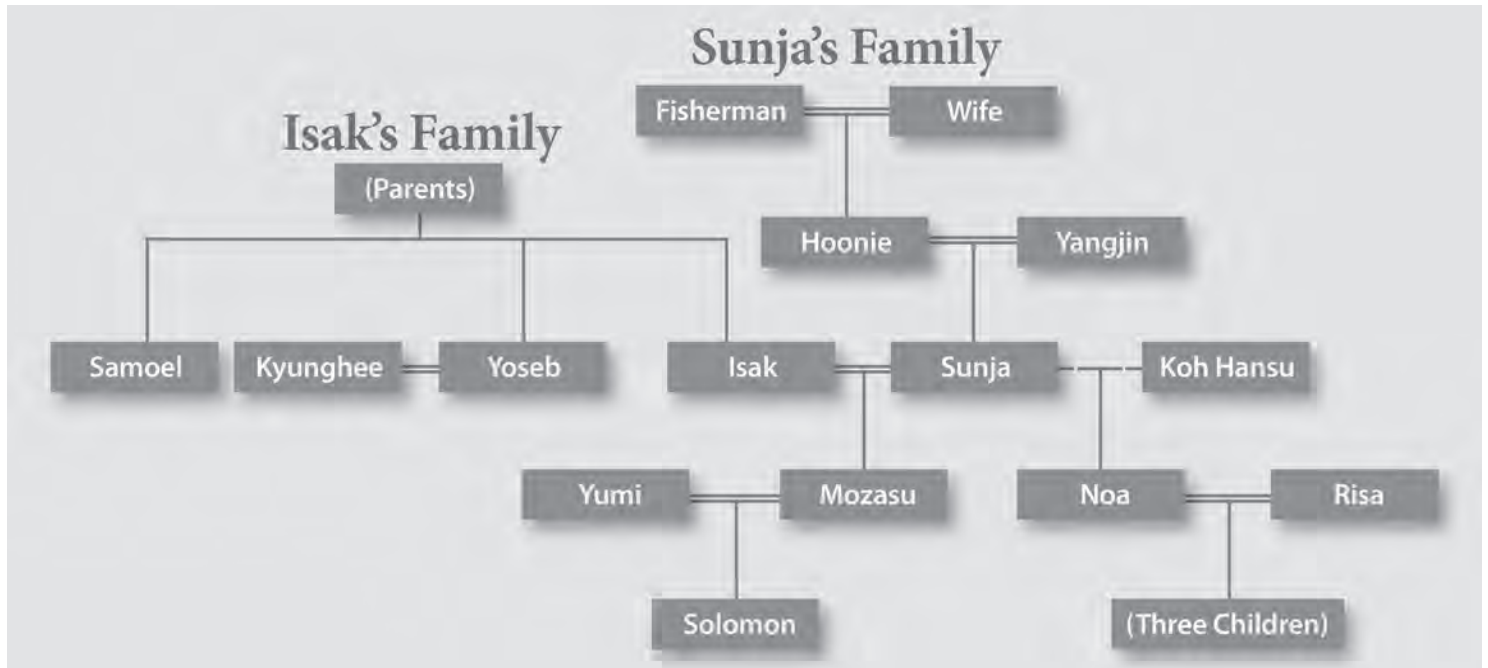 Sunja's Family
Fisherman
Wife
Isak's Family
(Parents)
Hoonie
Yangjin
Samoel
Kyunghee
Yoseb
Isak
Sunja
Koh Hansu
Yumi
Mozasu
Noa
Risa
Solomon
(Three Children)